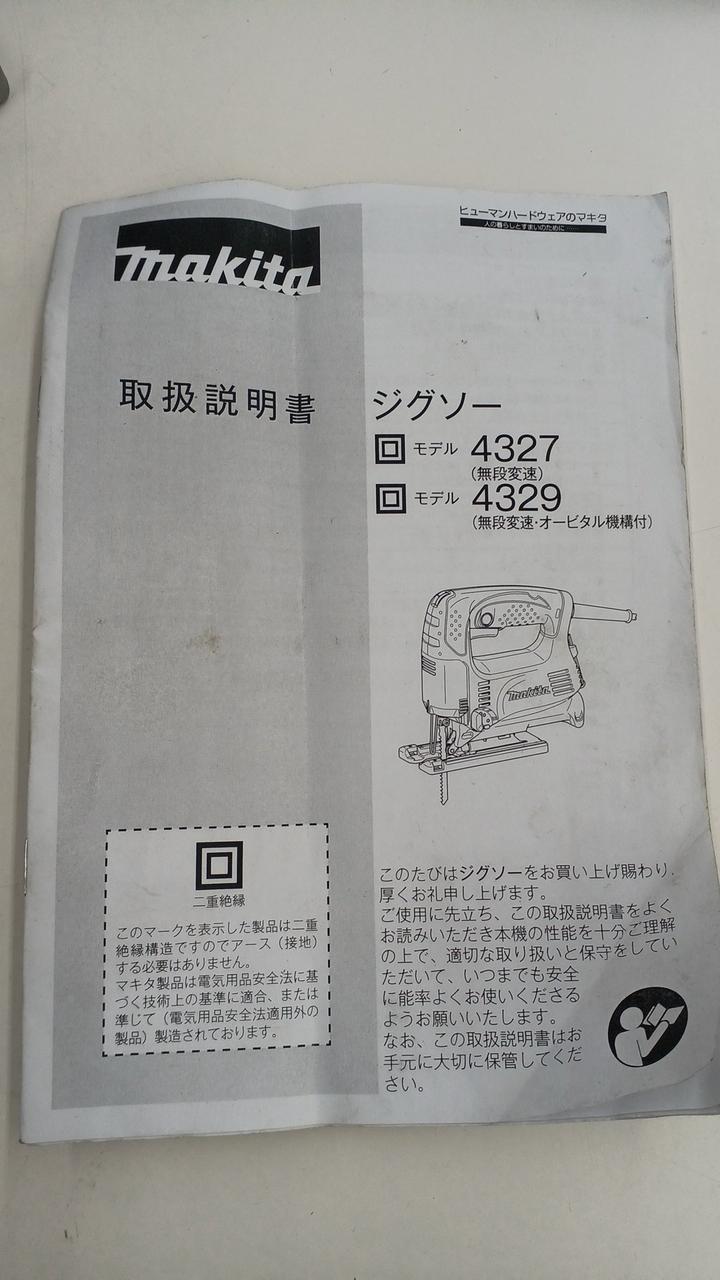 makita
ヒューマンハードウェアのマキタ
人の暮らしとすまいのために……
取扱説明書
ジグソー
モデル 4327
（無段変速）
モデル 4329
（無段変速・オービタル機構付）
makita
二重絶縁
このマークを表示した製品は二重
絶縁構造ですのでアース（接地）
する必要はありません。
マキタ製品は電気用品安全法に基
づく技術上の基準に適合、または
準じて（電気用品安全法適用外の
製品）製造されております。
このたびはジグソーをお買い上げ賜わり、
厚くお礼申し上げます。
ご使用に先立ち、この取扱説明書をよく
お読みいただき本機の性能を十分ご理解
の上で、適切な取り扱いと保守をしてい
ただいて、いつまでも安全
に能率よくお使いくださる
ようお願いいたします。
なお、この取扱説明書はお
手元に大切に保管してくだ
さい。